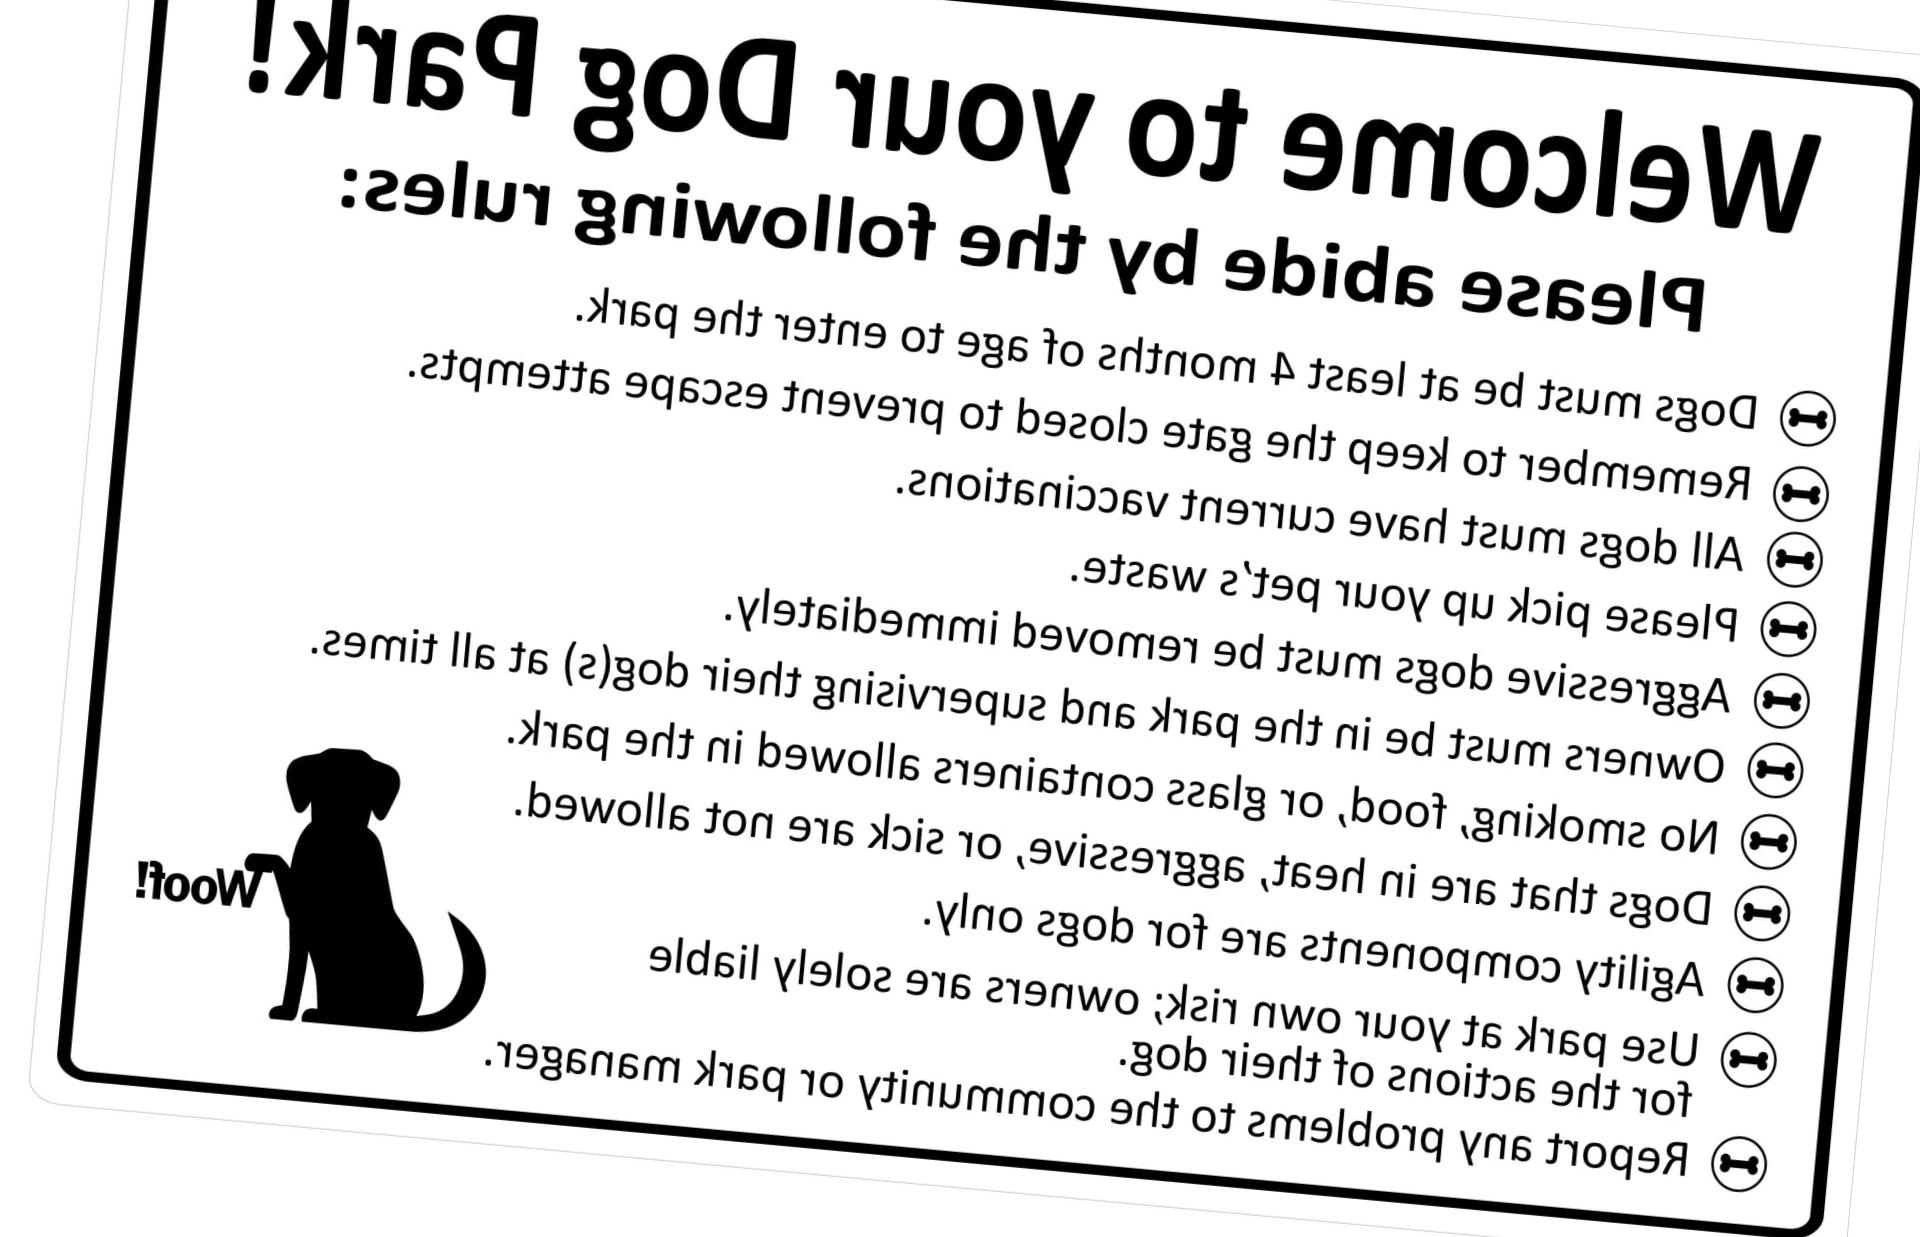 Welcome to your Dog Park!
Please abide by the following rules:
Dogs must be at least 4 months of age to enter the park.
Remember to keep the gate closed to prevent escape attempts.
All dogs must have current vaccinations.
Please pick up your pet's waste.
Aggressive dogs must be removed immediately.
Owners must be in the park and supervising their dog(s) at all times.
No smoking, food, or glass containers allowed in the park.
Dogs that are in heat, aggressive, or sick are not allowed.
Agility components are for dogs only.
Use park at your own risk; owners are solely liable
for the actions of their dog.
Report any problems to the community or park manager.
Woof!